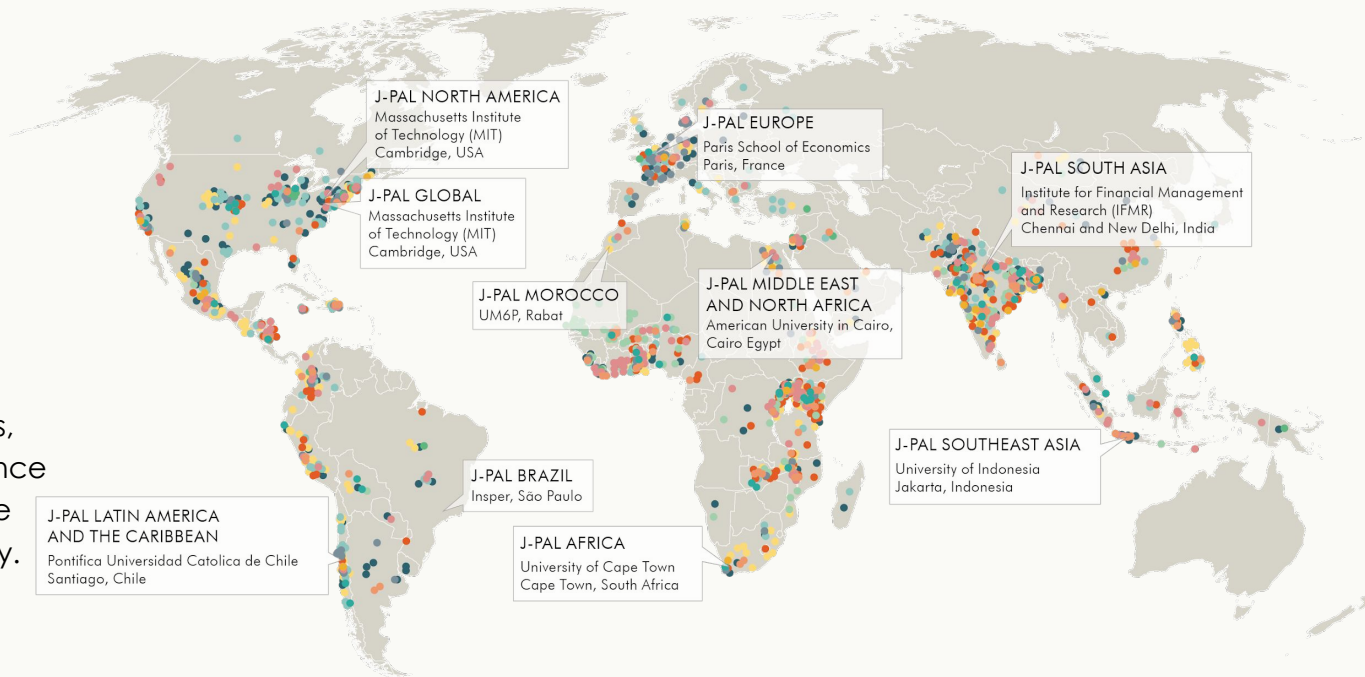 J-PAL NORTH AMERICA
Massachusetts Institute
of Technology (MIT)
Cambridge, USA
J-PAL GLOBAL
Massachusetts Institute
of Technology (MIT)
Cambridge, USA
J-PAL EUROPE
Paris School of Economics
Paris, France
J-PAL SOUTH ASIA
Institute for Financial Management
and Research (IFMR)
Chennai and New Delhi, India
J-PAL MOROCCO
UM6P, Rabat
J-PAL MIDDLE EAST
AND NORTH AFRICA
American University in Cairo,
Cairo Egypt
J-PAL SOUTHEAST ASIA
University of Indonesia
Jakarta, Indonesia
J-PAL BRAZIL
Insper, São Paulo
J-PAL LATIN AMERICA
AND THE CARIBBEAN
Pontifica Universidad Catolica de Chile
Santiago, Chile
J-PAL AFRICA
University of Cape Town
Cape Town, South Africa